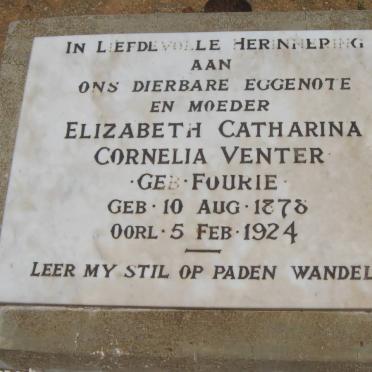 IN LIEFDEVOLLE HERINNERING
AAN
ONS DIERBARE EGGENOTE
EN MOEDER
ELIZABETH CATHARINA
CORNELIA VENTER
GEB·FOURIE
GEB·10 AUG·1878
OORL·5 FEB·1924
LEER MY STIL OP PADEN WANDEL